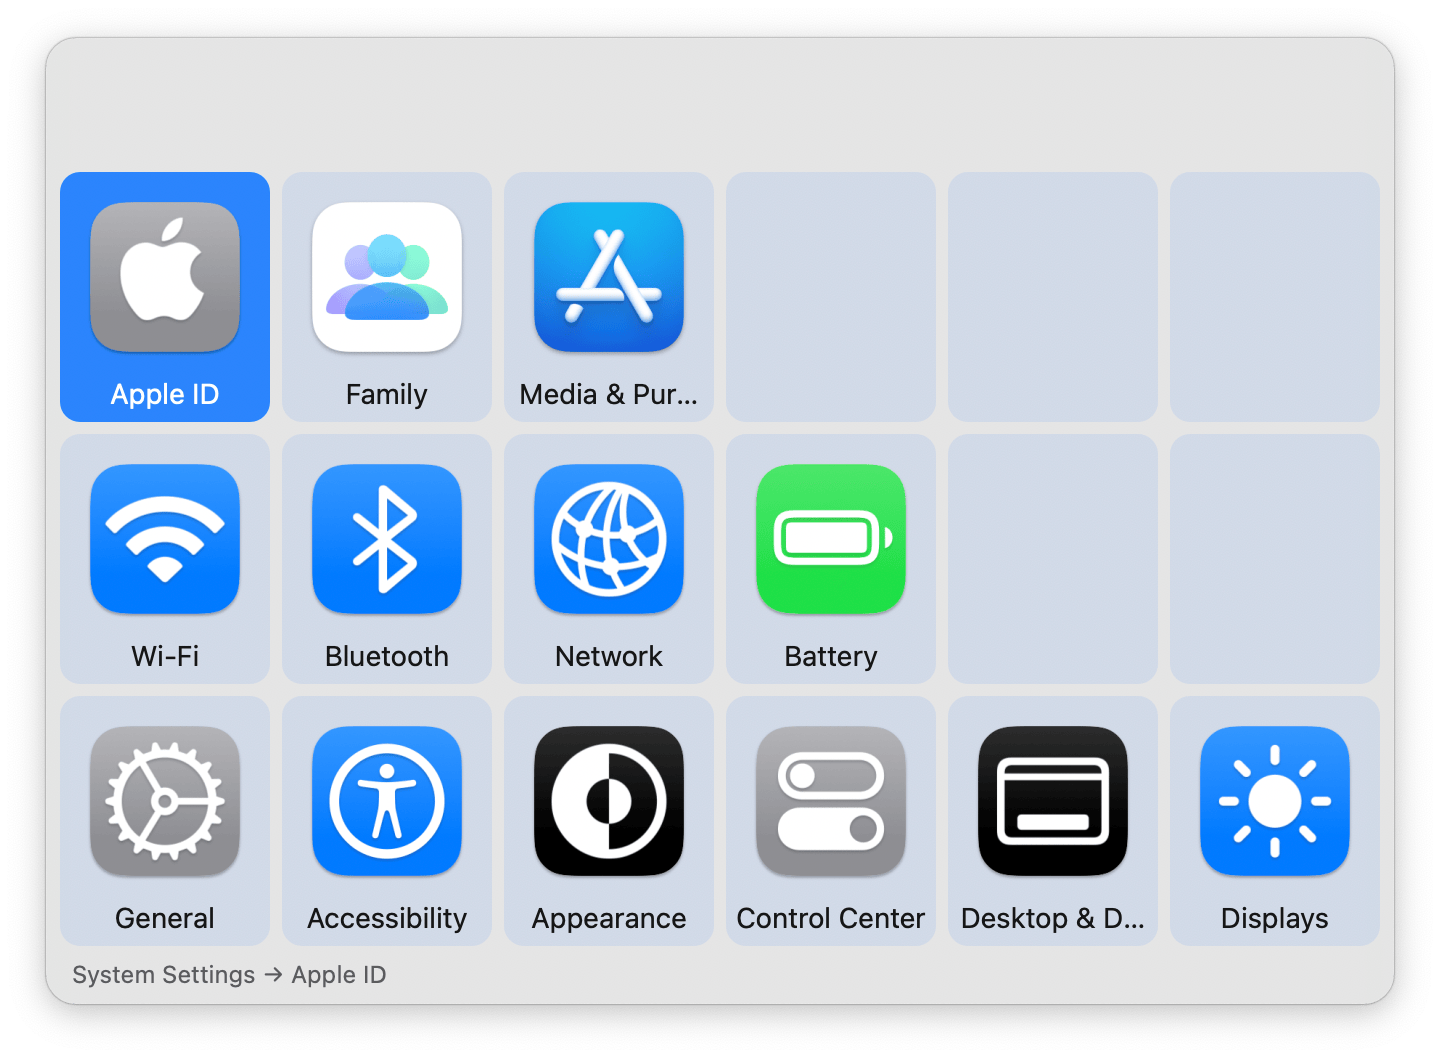 Apple ID
Family
Media & Pur...
Wi-Fi
Bluetooth
Network
Battery
General
Accessibility
Appearance
Control Center
Desktop & D...
Displays
System Settings → Apple ID